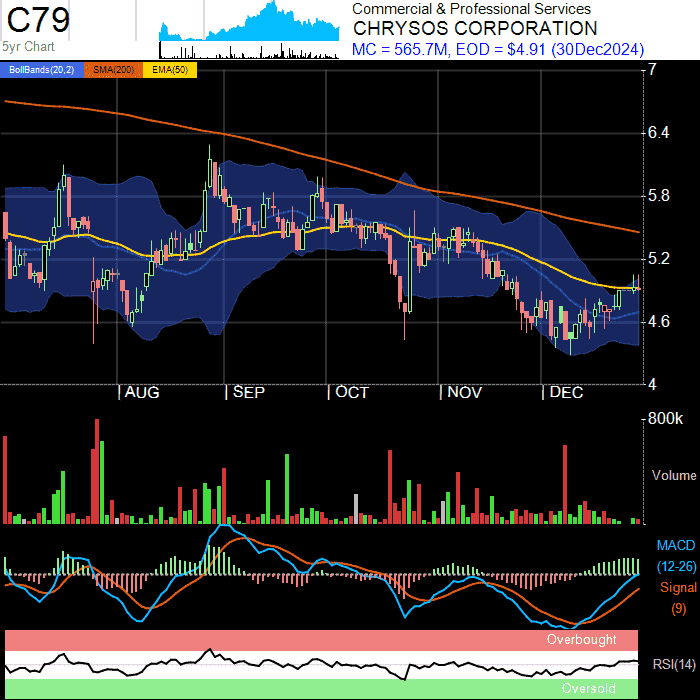 C79
5yr Chart
Commercial & Professional Services
CHRYSOS CORPORATION
MC = 565.7M, EOD = $4.91 (30Dec2024)
BollBands(20,2) SMA(200) EMA(50)
7
6.4
5.8
5.2
4.6
4
AUG SEP OCT NOV DEC
800k
Volume
MACD
(12-26)
Signal
(9)
Overbought
RSI(14)
Oversold